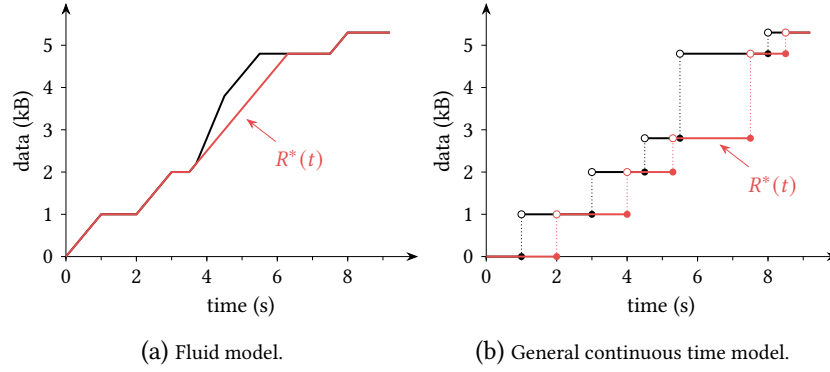 5
4
3
2
1
0
data (kB)
R*(t)
0 2 4 6 8
time (s)
(a) Fluid model.
5
4
3
2
1
0
data (kB)
R*(t)
0 2 4 6 8
time (s)
(b) General continuous time model.